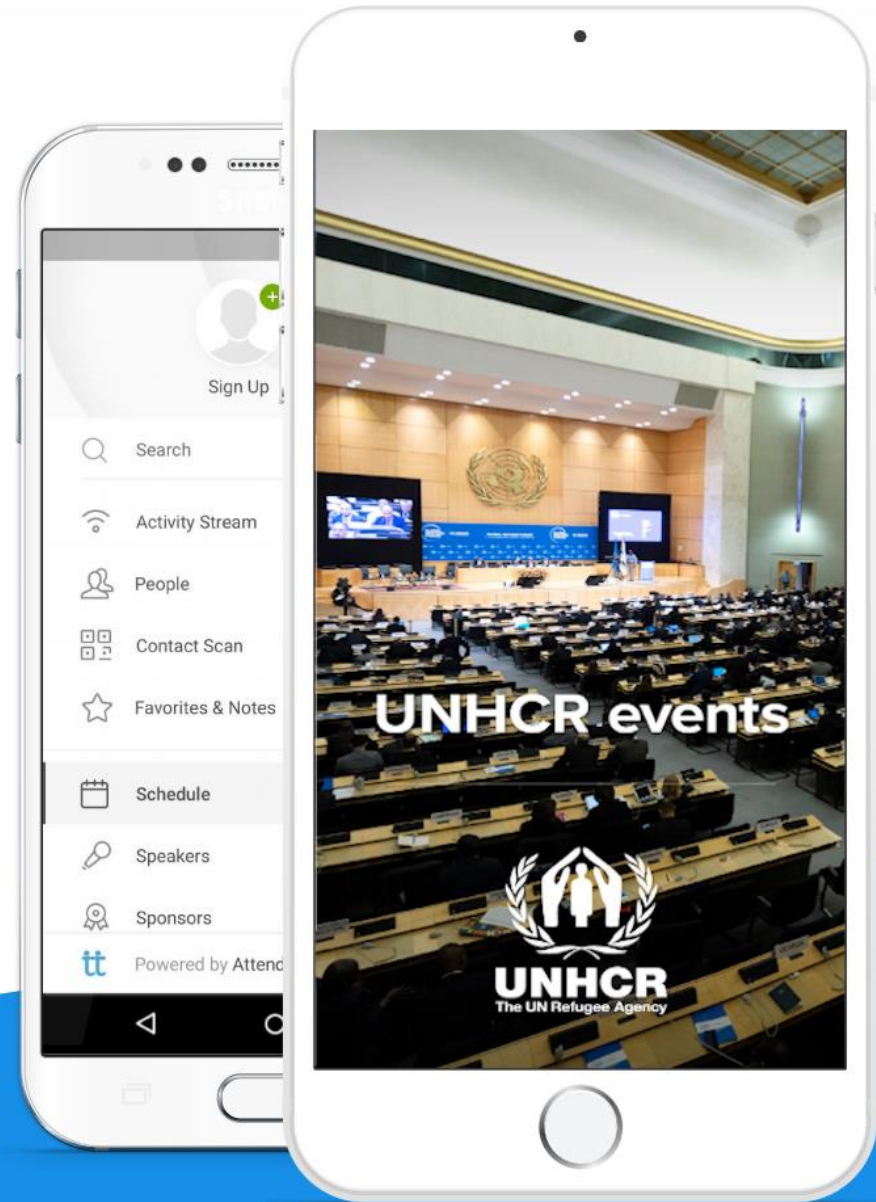 Sign Up
Search
Activity Stream
People
Contact Scan
Favorites & Notes
Schedule
Speakers
Sponsors
Powered by Attend
UNHCR events
UNHCR
The UN Refugee Agency